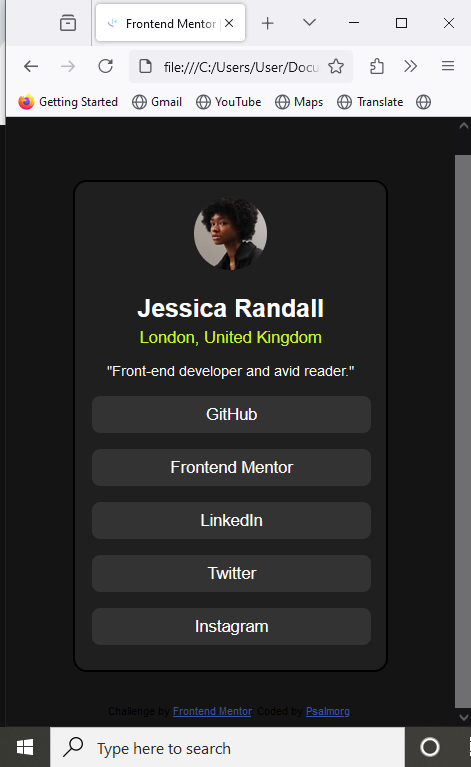 Frontend Mentor |
file:///C:/Users/User/Docu
Getting Started Gmail YouTube Maps Translate
Jessica Randall
London, United Kingdom
"Front-end developer and avid reader."
GitHub
Frontend Mentor
LinkedIn
Twitter
Instagram
Challenge by Frontend Mentor. Coded by Psalmorg.
Type here to search